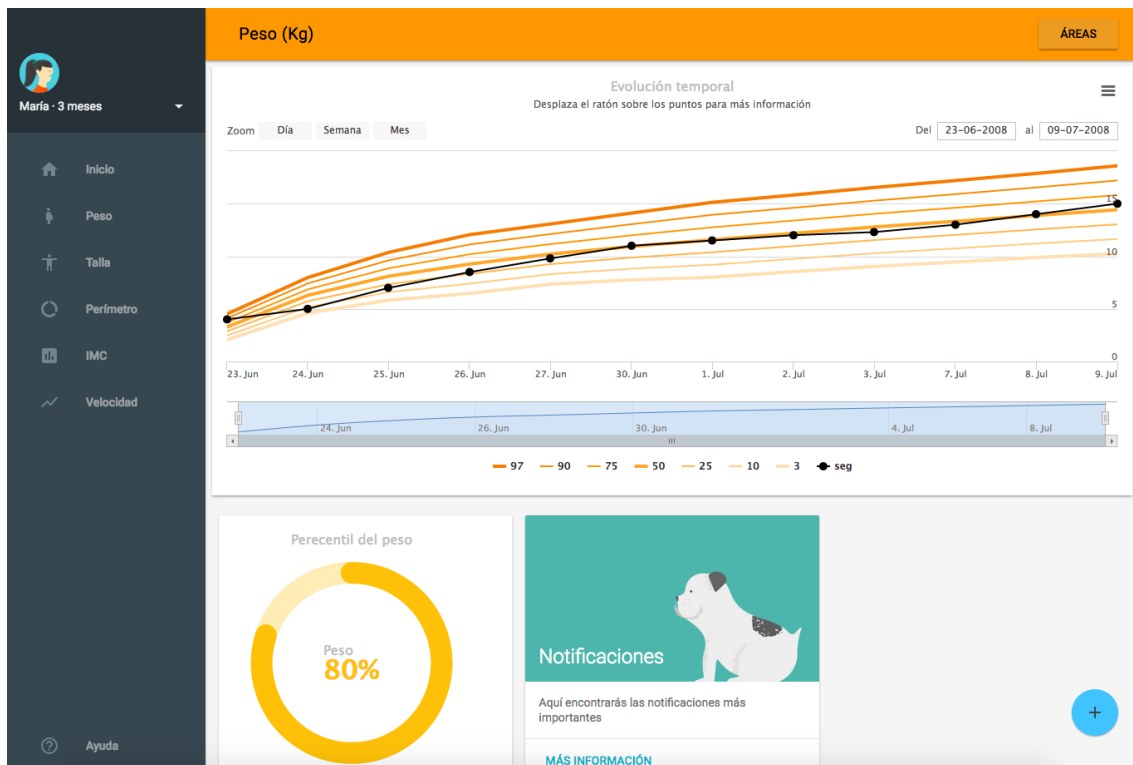 Peso (Kg)
ÁREAS
María · 3 meses
Inicio
Peso
Talla
Perímetro
IMC
Velocidad
Ayuda
Evolución temporal
Desplaza el ratón sobre los puntos para más información
Zoom Día Semana Mes
Del 23-06-2008 al 09-07-2008
15
10
5
0
23. Jun 24. Jun 25. Jun 26. Jun 27. Jun 30. Jun 1. Jul 2. Jul 3. Jul 7. Jul 8. Jul 9. Jul
24. Jun 26. Jun 30. Jun 4. Jul 8. Jul
97 90 75 50 25 10 3 seg
Perecentil del peso
Peso
80%
Notificaciones
Aquí encontrarás las notificaciones más
importantes
MÁS INFORMACIÓN